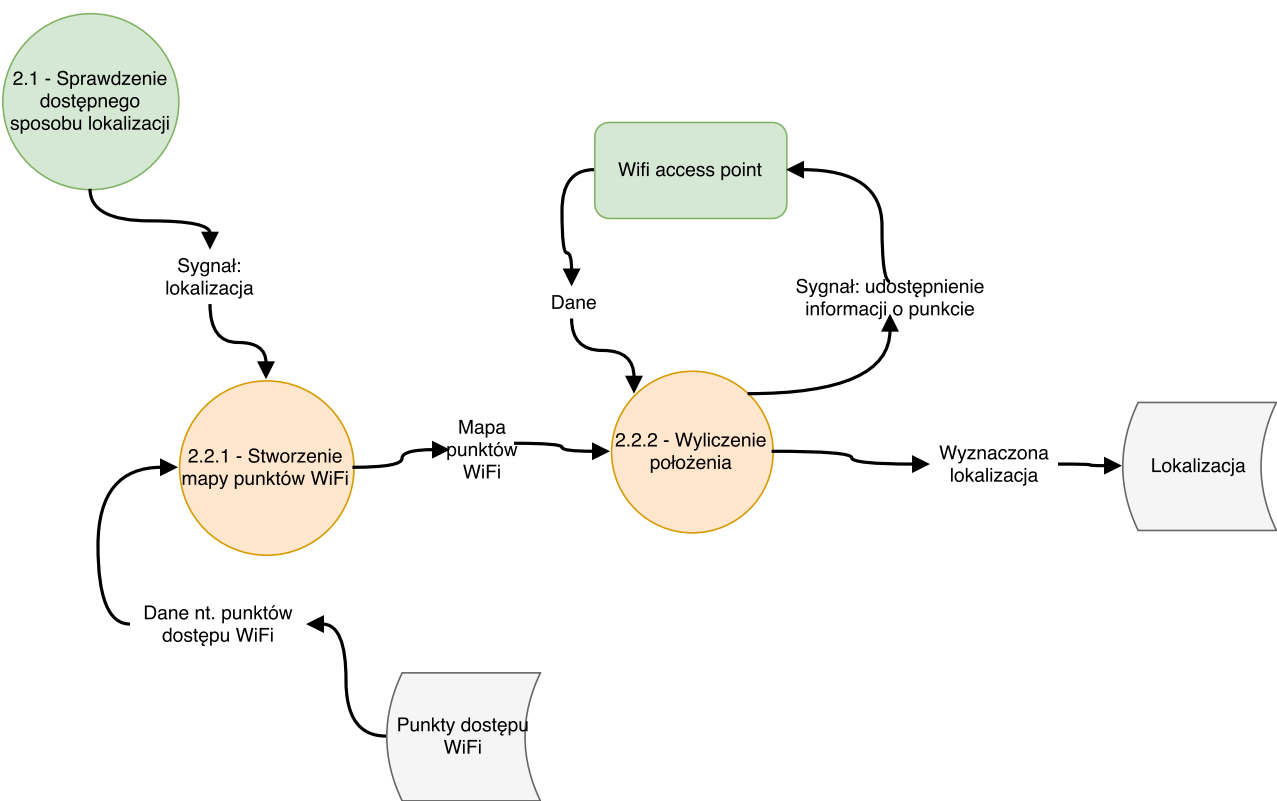 2.1 - Sprawdzenie
dostępnego
sposobu lokalizacji
Wifi access point
Sygnał:
lokalizacja
Dane
Sygnał: udostępnienie
informacji o punkcie
2.2.1 - Stworzenie
mapy punktów WiFi
Mapa
punktów
WiFi
2.2.2 - Wyliczenie
położenia
Wyznaczona
lokalizacja
Lokalizacja
Dane nt. punktów
dostępu WiFi
Punkty dostępu
WiFi